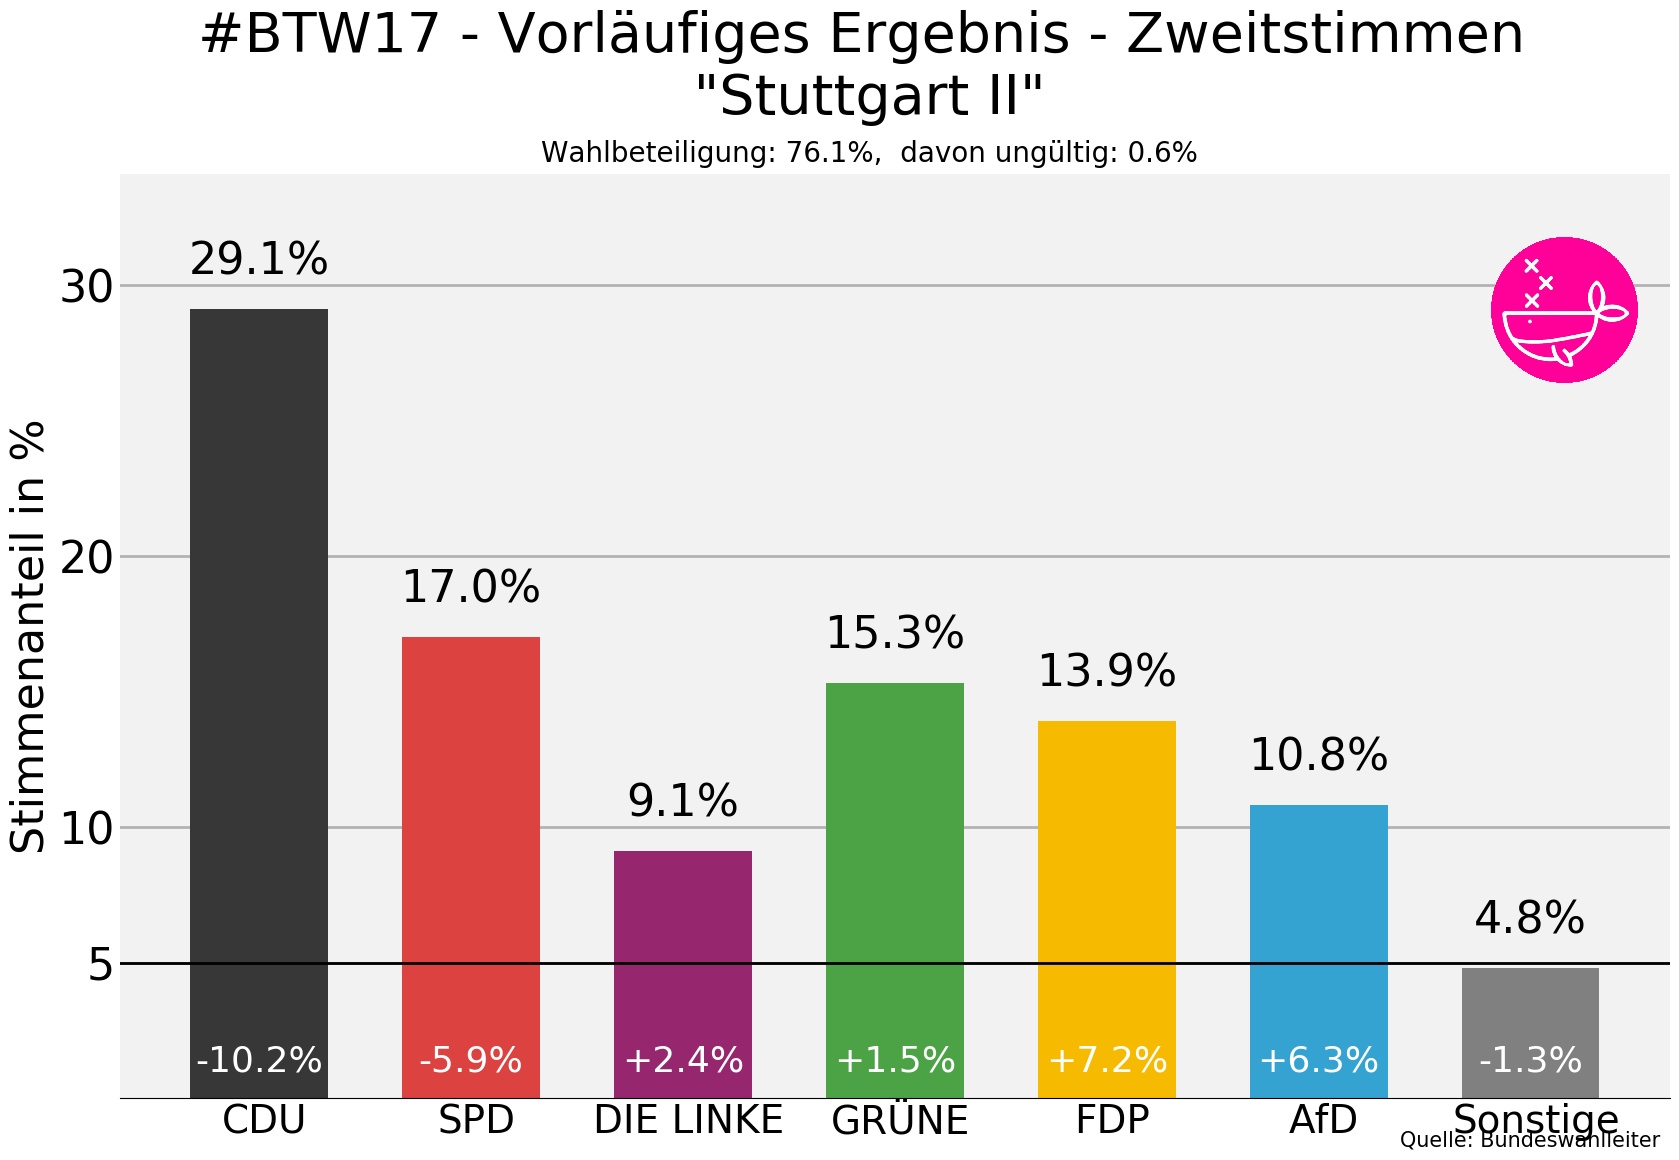 #BTW17 - Vorläufiges Ergebnis - Zweitstimmen
"Stuttgart II"
Wahlbeteiligung: 76.1%, davon ungültig: 0.6%
Stimmenanteil in %
30
20
10
5
29.1%
17.0%
9.1%
15.3%
13.9%
10.8%
4.8%
-10.2%
-5.9%
+2.4%
+1.5%
+7.2%
+6.3%
-1.3%
CDU
SPD
DIE LINKE
GRÜNE
FDP
AfD
Sonstige
Quelle: Bundeswahlleiter